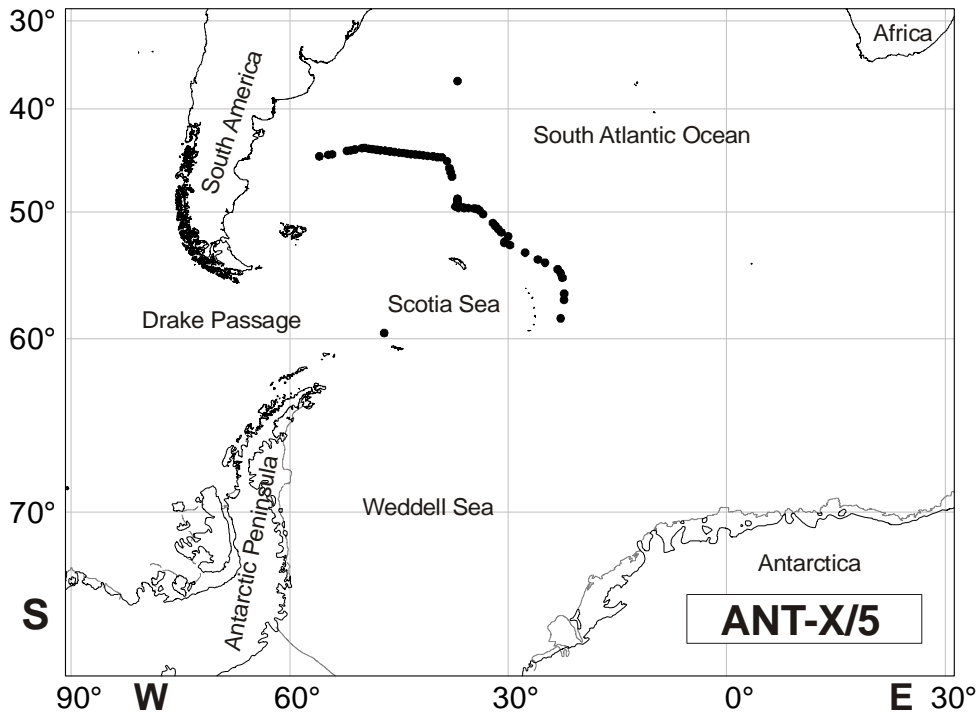 30°
Africa
South America
40°
South Atlantic Ocean
50°
Scotia Sea
Drake Passage
60°
Antarctic Peninsula
Weddell Sea
70°
Antarctica
S
ANT-X/5
90° W 60° 30° 0° E 30°